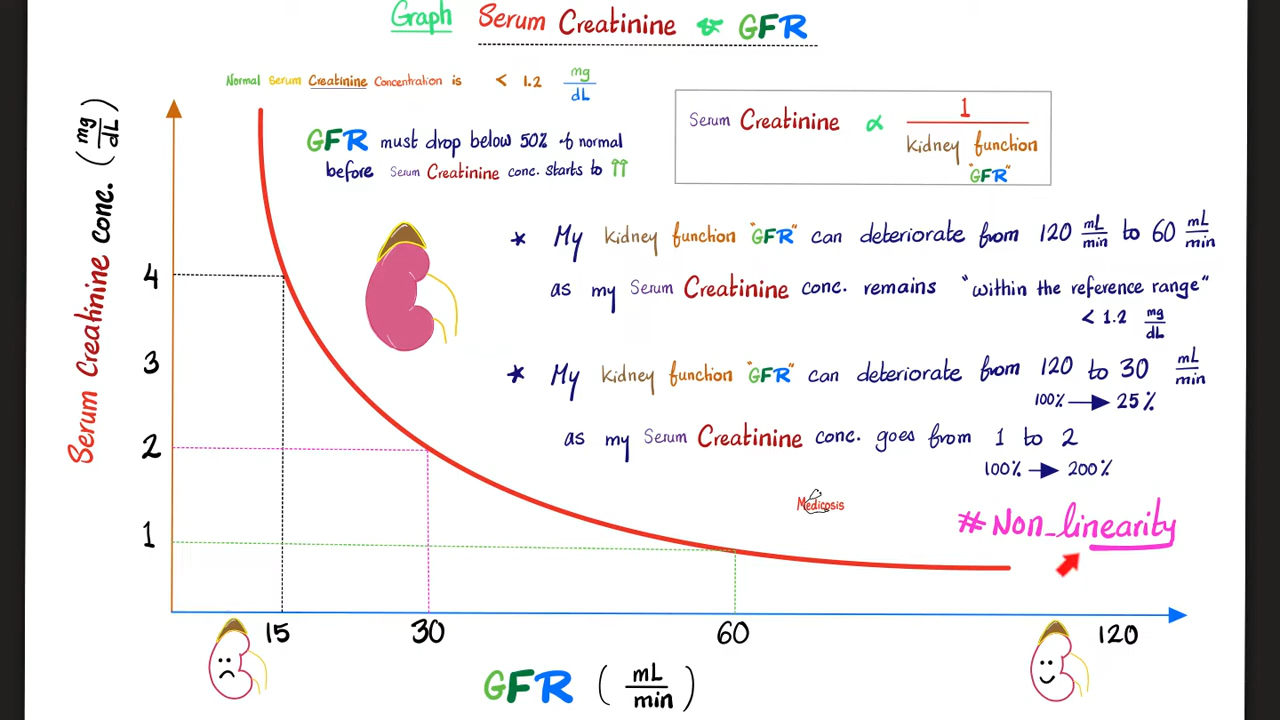 Graph Serum Creatinine & GFR
Normal Serum Creatinine Concentration is < 1.2 mg/dL
GFR must drop below 50% of normal
before Serum Creatinine conc. starts to ↑↑
Serum Creatinine ∝ 1
kidney function
"GFR"
* My kidney function "GFR" can deteriorate from 120 mL/min to 60 mL/min
as my Serum Creatinine conc. remains "within the reference range"
< 1.2 mg/dL
* My kidney function "GFR" can deteriorate from 120 to 30 mL/min
100% → 25%
as my Serum Creatinine conc. goes from 1 to 2
100% → 200%
Medicosis
#Non-linearity
Serum Creatinine conc. (mg/dL)
4
3
2
1
15 30 60 120
GFR (mL/min)